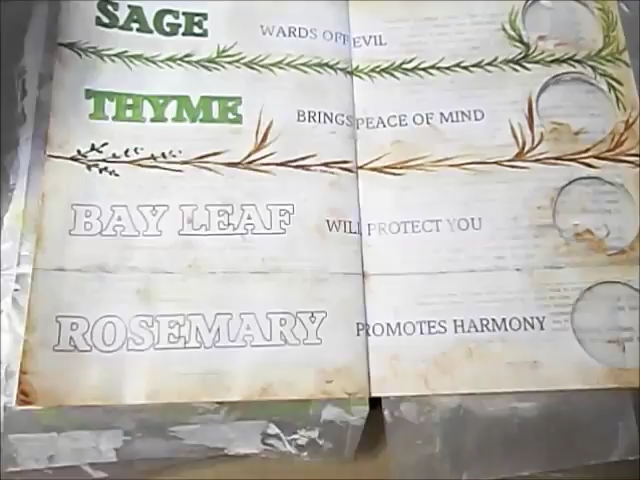 SAGE WARDS OFF EVIL
THYME BRINGS PEACE OF MIND
BAY LEAF WILL PROTECT YOU
ROSEMARY PROMOTES HARMONY